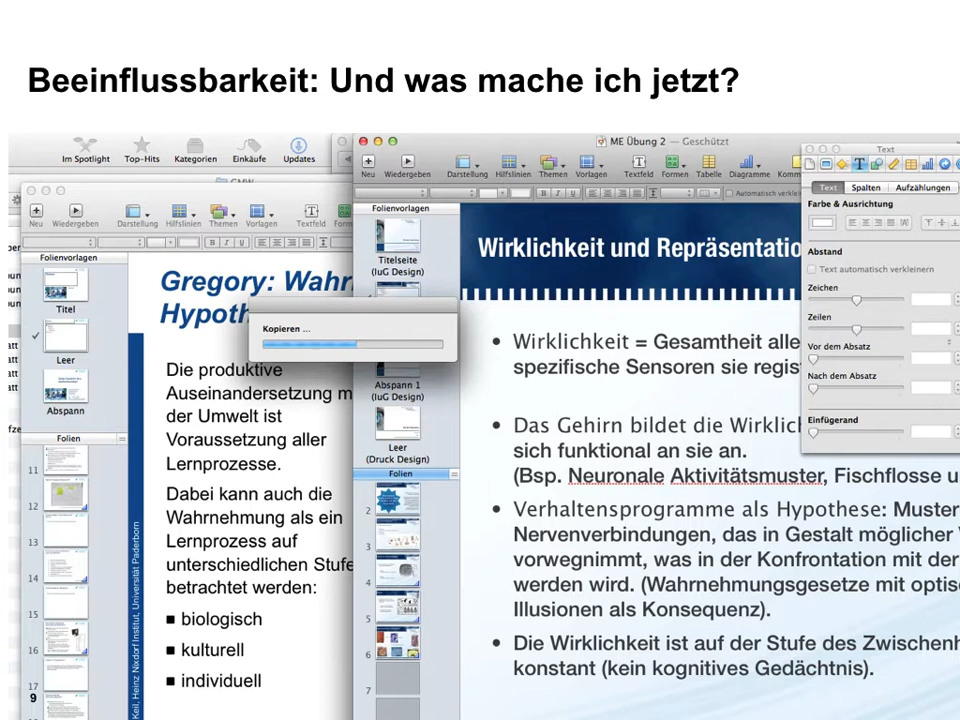 Beeinflussbarkeit: Und was mache ich jetzt?
Im Spotlight
Top-Hits
Kategorien
Einkäufe
Updates
GMW
Neu
Wiedergeben
Darstellung
Hilfslinien
Themen
Vorlagen
Textfeld
Folienvorlagen
Titel
Leer
Abspann
Folien
11
12
13
14
15
16
17
9
Keil, Heinz Nixdorf Institut, Universität Paderborn
Gregory: Wahr
Hypoth
Die produktive
Auseinandersetzung m
der Umwelt ist
Voraussetzung aller
Lernprozesse.
Dabei kann auch die
Wahrnehmung als ein
Lernprozess auf
unterschiedlichen Stufe
betrachtet werden:
biologisch
kulturell
individuell
Kopieren ...
ME Übung 2 — Geschützt
Neu
Wiedergeben
Darstellung
Hilfslinien
Themen
Vorlagen
Textfeld
Formen
Tabelle
Diagramme
Komm
Automatisch verkle
Folienvorlagen
Titelseite
(IuG Design)
Abspann 1
(IuG Design)
Leer
(Druck Design)
Folien
2
3
4
5
6
7
Wirklichkeit und Repräsentatio
• Wirklichkeit = Gesamtheit alle
spezifische Sensoren sie regis
• Das Gehirn bildet die Wirklich
sich funktional an sie an.
(Bsp. Neuronale Aktivitätsmuster, Fischflosse u
• Verhaltensprogramme als Hypothese: Muster
Nervenverbindungen, das in Gestalt möglicher
vorwegnimmt, was in der Konfrontation mit der
werden wird. (Wahrnehmungsgesetze mit optis
Illusionen als Konsequenz).
• Die Wirklichkeit ist auf der Stufe des Zwischenh
konstant (kein kognitives Gedächtnis).
Text
Text
Spalten
Aufzählungen
Farbe & Ausrichtung
Abstand
Text automatisch verkleinern
Zeichen
Zeilen
Vor dem Absatz
Nach dem Absatz
Einfügerand